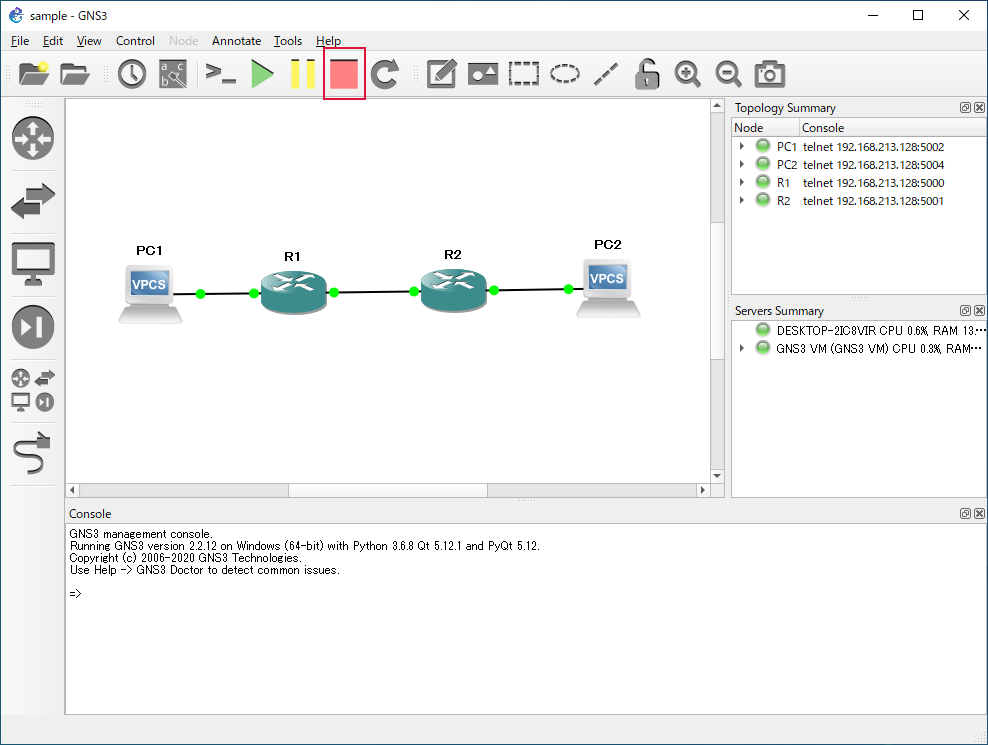 sample - GNS3
File Edit View Control Node Annotate Tools Help
a b c
Topology Summary
Node Console
PC1 telnet 192.168.213.128:5002
PC2 telnet 192.168.213.128:5004
R1 telnet 192.168.213.128:5000
R2 telnet 192.168.213.128:5001
PC1
VPCS
R1
R2
PC2
VPCS
Servers Summary
DESKTOP-2IC8VIR CPU 0.6%, RAM 13.…
GNS3 VM (GNS3 VM) CPU 0.3%, RAM…
Console
GNS3 management console.
Running GNS3 version 2.2.12 on Windows (64-bit) with Python 3.6.8 Qt 5.12.1 and PyQt 5.12.
Copyright (c) 2006-2020 GNS3 Technologies.
Use Help -> GNS3 Doctor to detect common issues.
=>